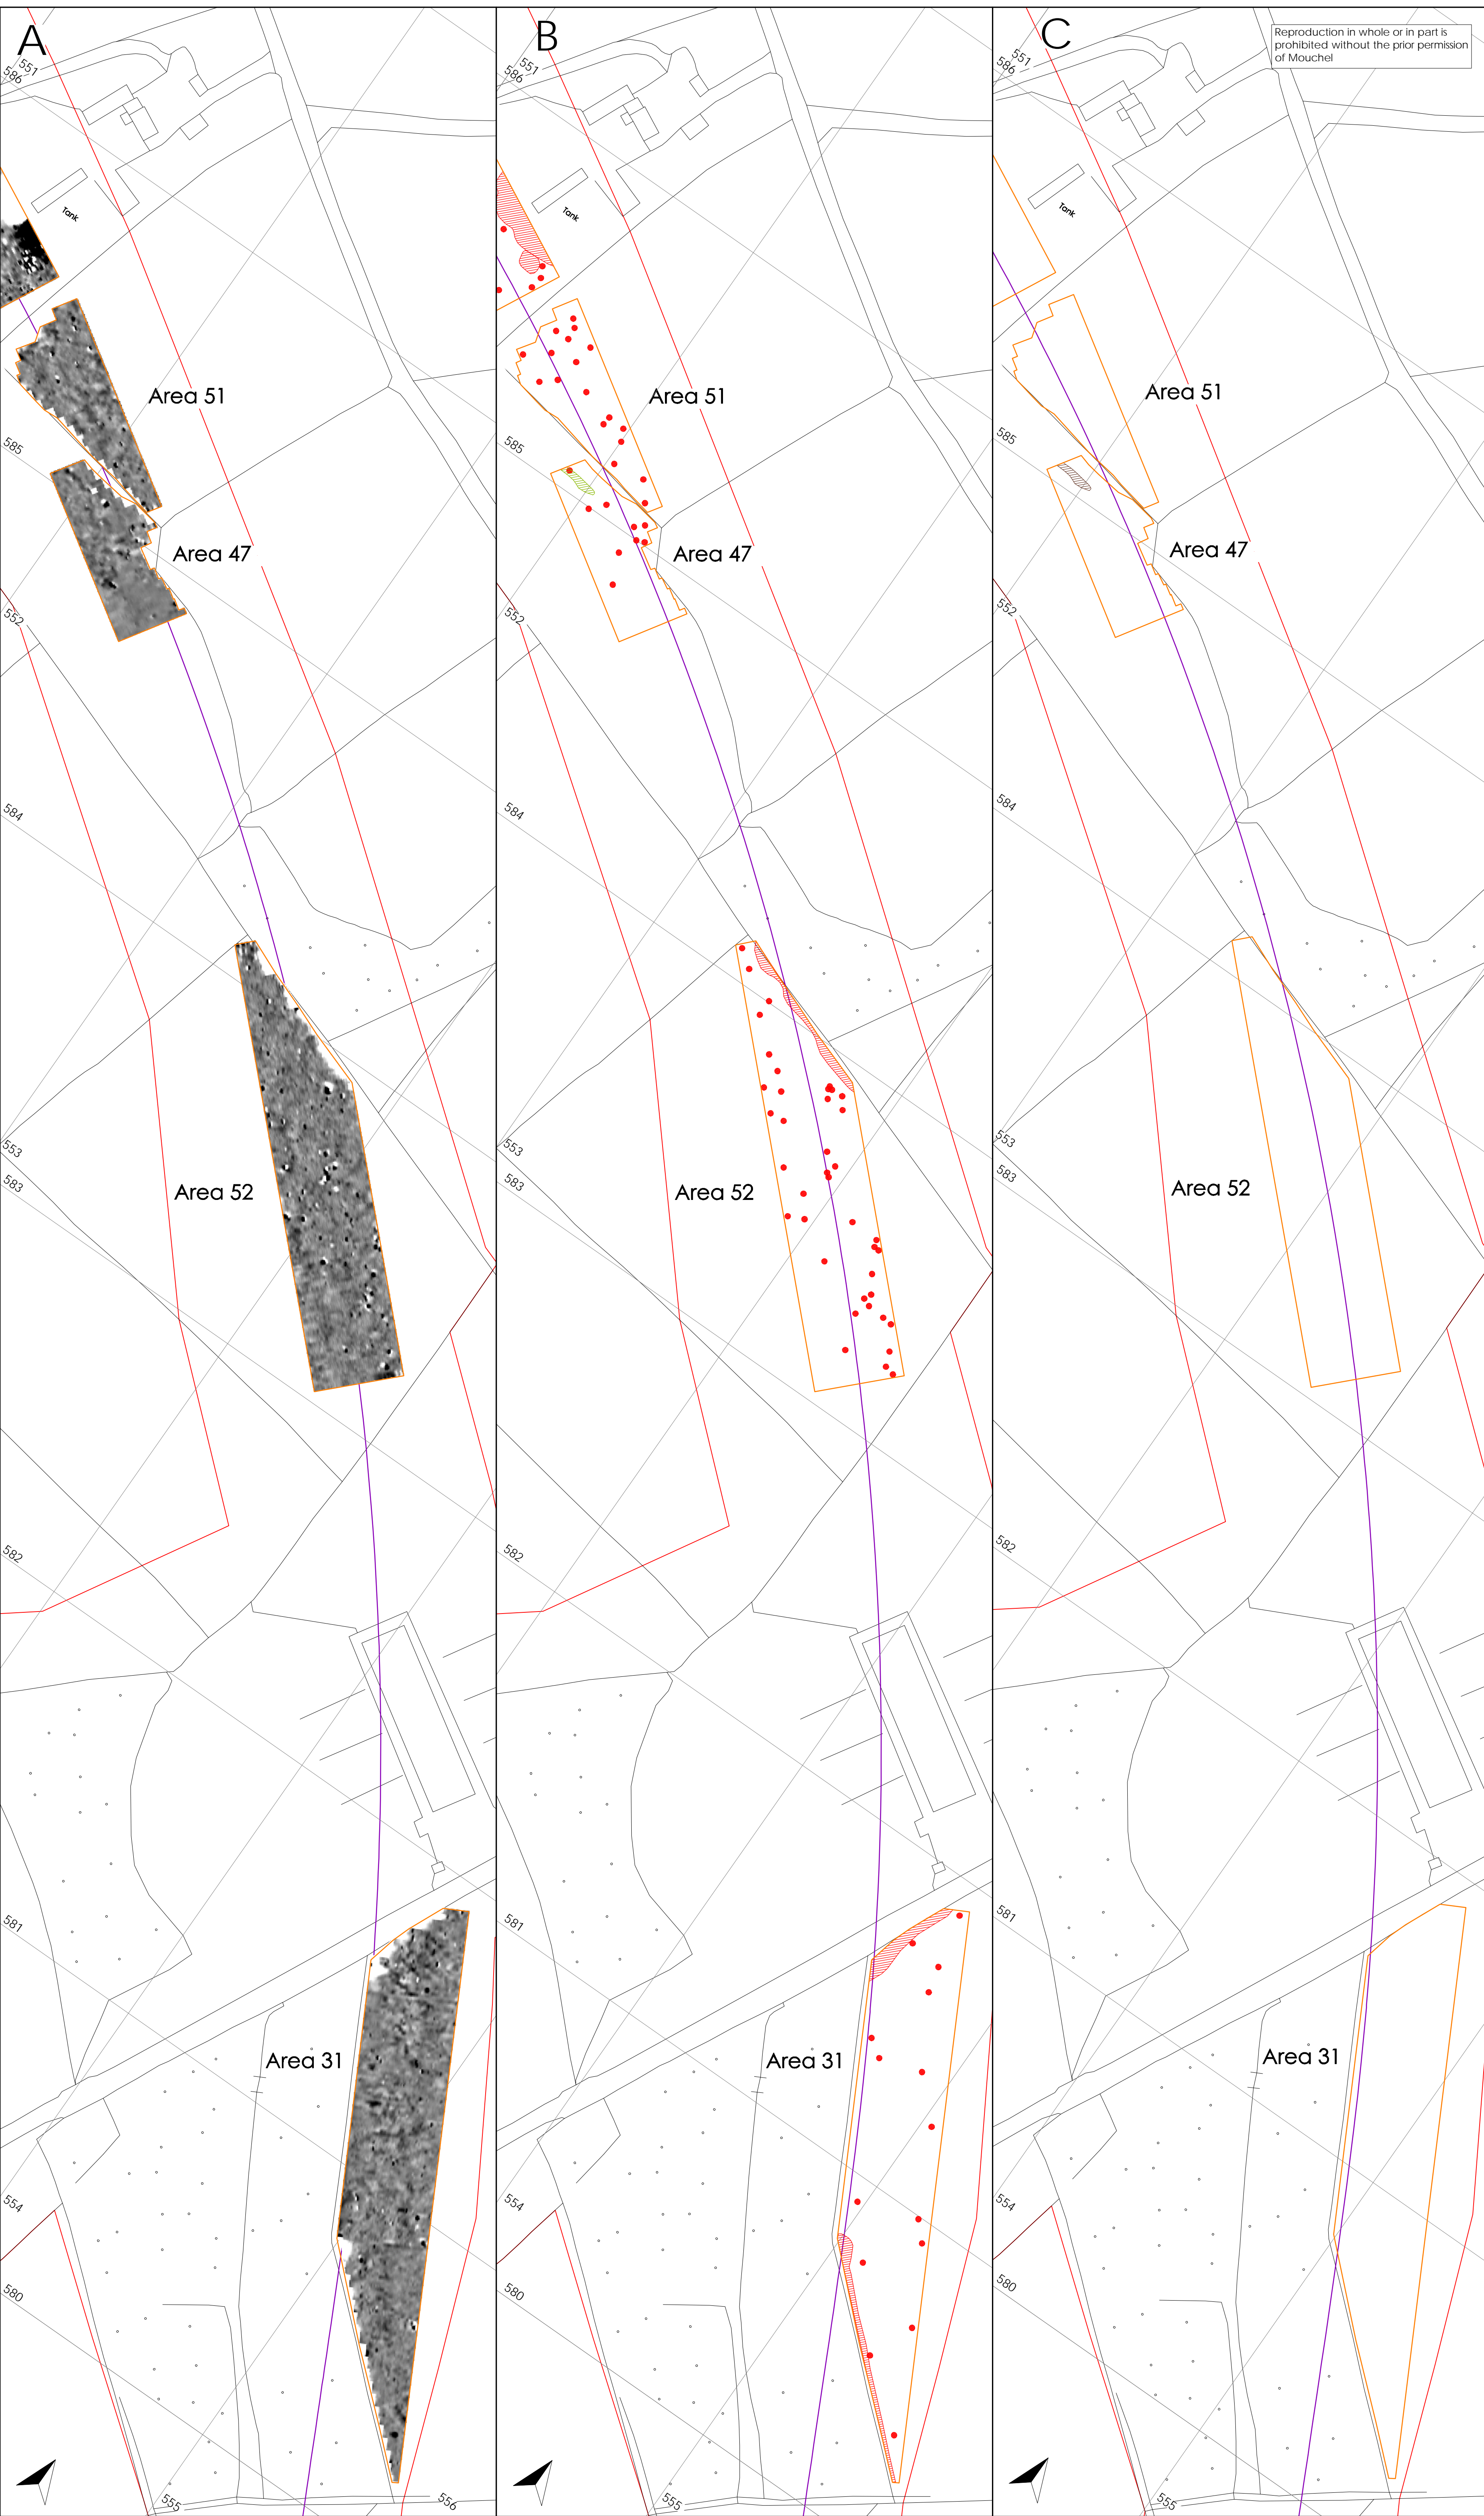 A
551
586
Tank
Area 51
585
Area 47
552
584
553
583
Area 52
582
581
Area 31
554
580
555
556
B
551
586
Tank
Area 51
585
Area 47
552
584
553
583
Area 52
582
581
Area 31
554
580
555
C
Reproduction in whole or in part is
prohibited without the prior permission
of Mouchel
551
586
Tank
Area 51
585
Area 47
552
584
553
583
Area 52
582
581
Area 31
554
580
555